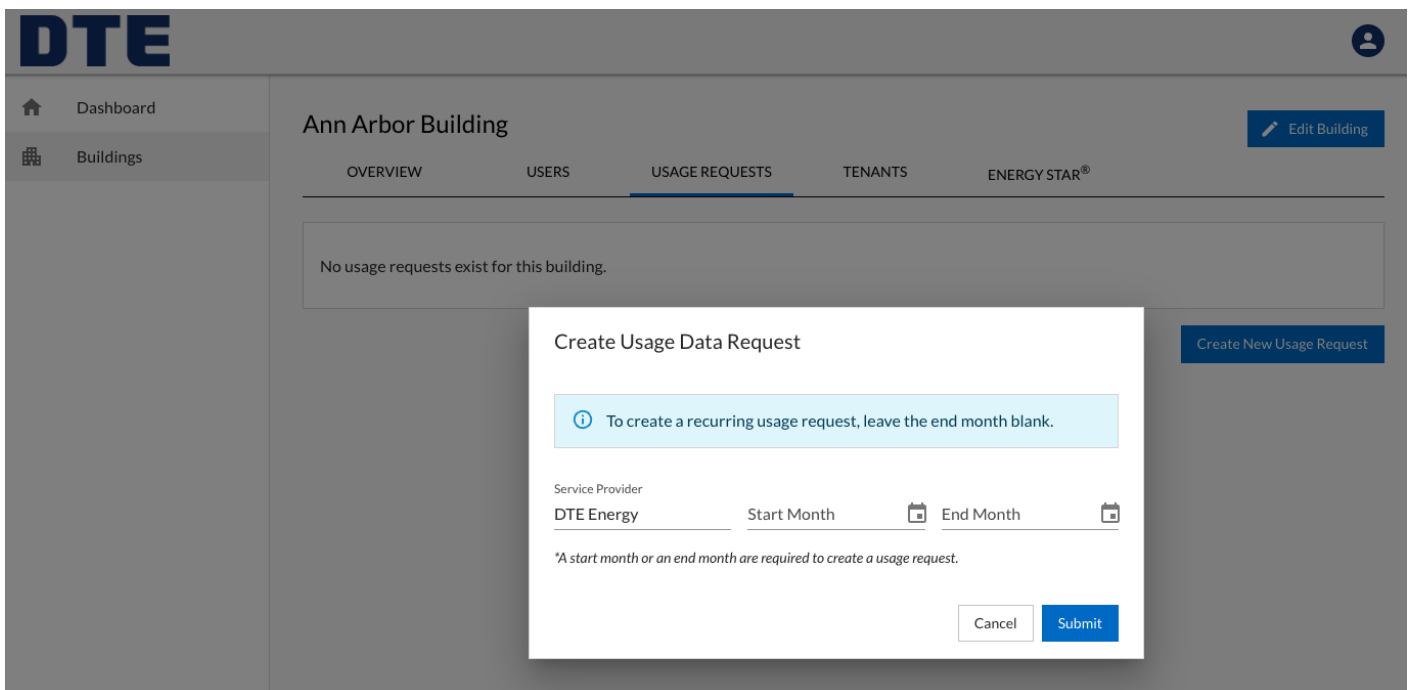 DTE
Dashboard
Buildings
Ann Arbor Building
Edit Building
OVERVIEW USERS USAGE REQUESTS TENANTS ENERGY STAR®
No usage requests exist for this building.
Create New Usage Request
Create Usage Data Request
To create a recurring usage request, leave the end month blank.
Service Provider
DTE Energy Start Month End Month
*A start month or an end month are required to create a usage request.
Cancel Submit